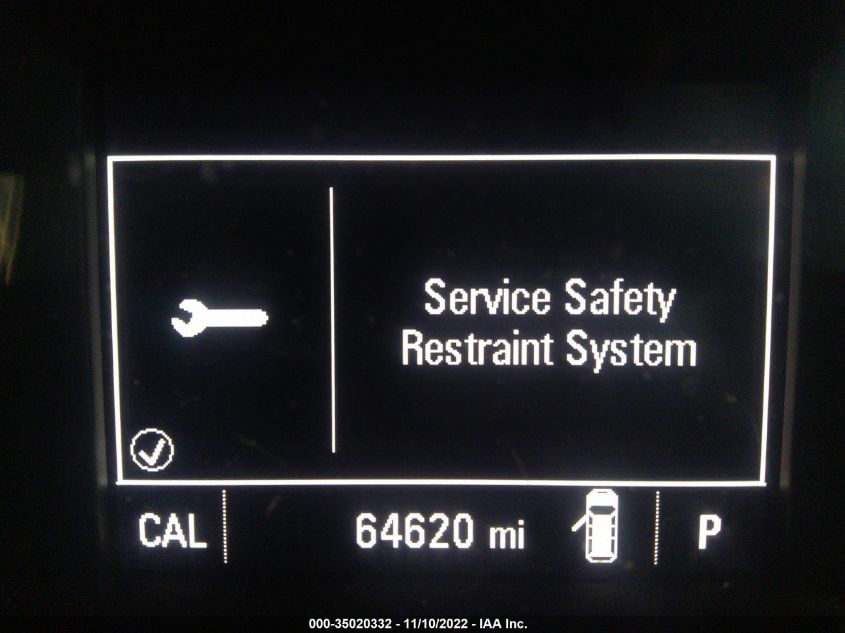 Service Safety
Restraint System
CAL
64620 mi
P
000-35020332 - 11/10/2022 - IAA Inc.